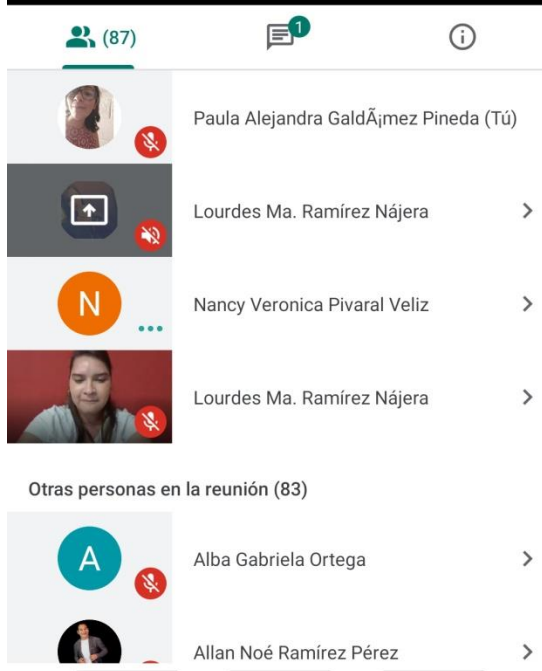 (87)
1
Paula Alejandra GaldÃ¡mez Pineda (Tú)
Lourdes Ma. Ramírez Nájera
N
Nancy Veronica Pivaral Veliz
Lourdes Ma. Ramírez Nájera
Otras personas en la reunión (83)
A
Alba Gabriela Ortega
Allan Noé Ramírez Pérez